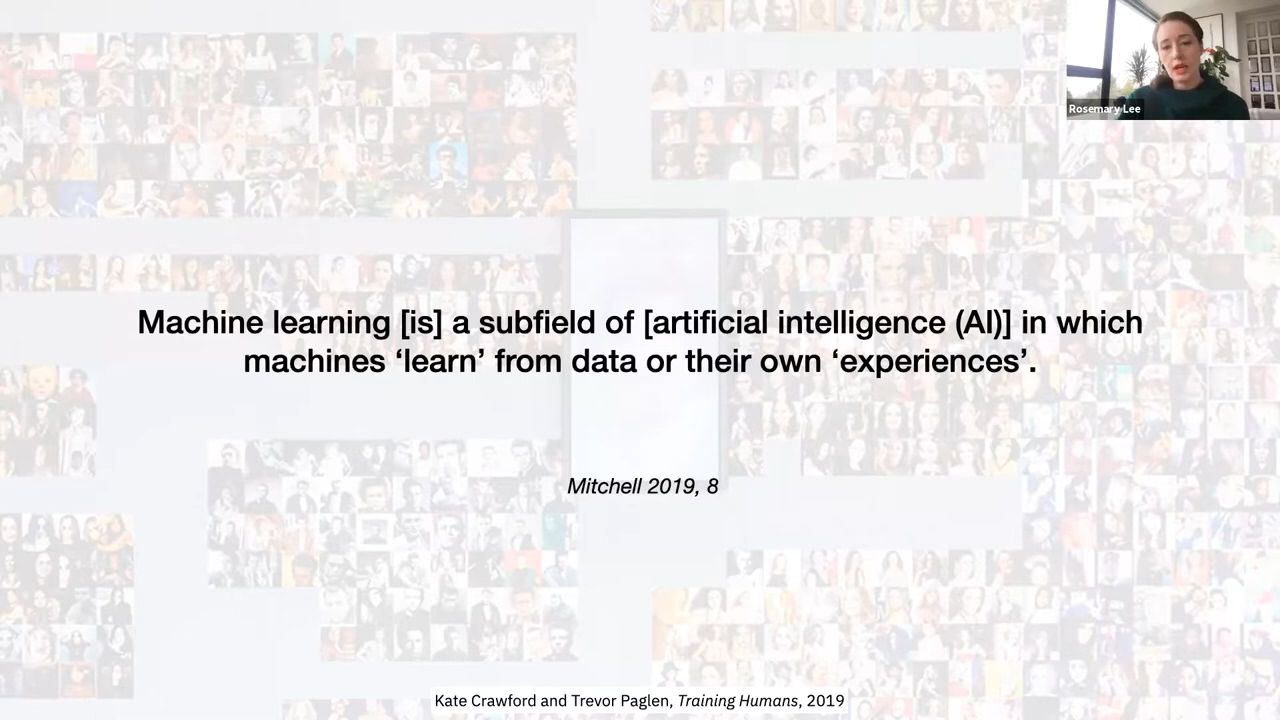 Rosemary Lee
Machine learning [is] a subfield of [artificial intelligence (AI)] in which
machines ‘learn’ from data or their own ‘experiences’.
Mitchell 2019, 8
Kate Crawford and Trevor Paglen, Training Humans, 2019